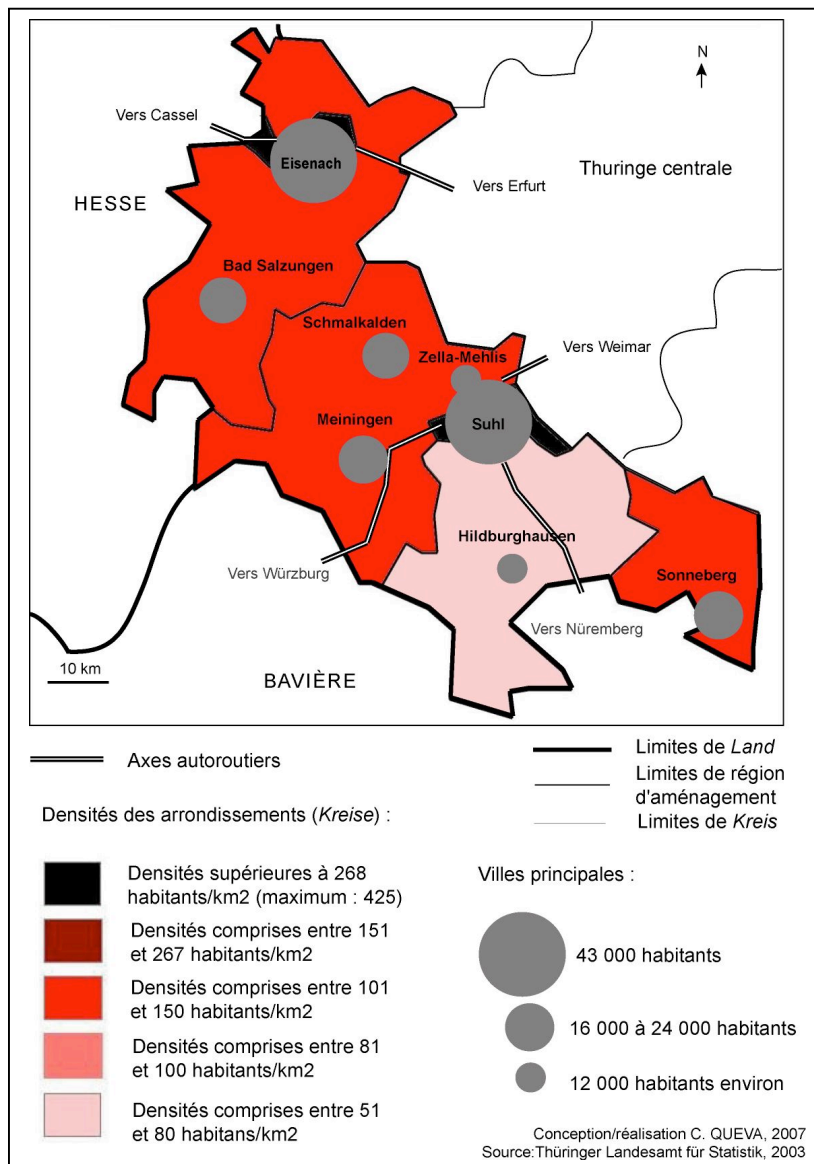 N
Vers Cassel
Eisenach
Thuringe centrale
Vers Erfurt
HESSE
Bad Salzungen
Schmalkalden
Vers Weimar
Zella-Mehlis
Meiningen
Suhl
Hildburghausen
Vers Würzburg
Sonneberg
Vers Nüremberg
10 km
BAVIÈRE
Axes autoroutiers
Limites de Land
Limites de région
d'aménagement
Limites de Kreis
Densités des arrondissements (Kreise) :
Densités supérieures à 268
habitants/km2 (maximum : 425)
Densités comprises entre 151
et 267 habitants/km2
Densités comprises entre 101
et 150 habitants/km2
Densités comprises entre 81
et 100 habitants/km2
Densités comprises entre 51
et 80 habitans/km2
Villes principales :
43 000 habitants
16 000 à 24 000 habitants
12 000 habitants environ
Conception/réalisation C. QUEVA, 2007
Source:Thüringer Landesamt für Statistik, 2003